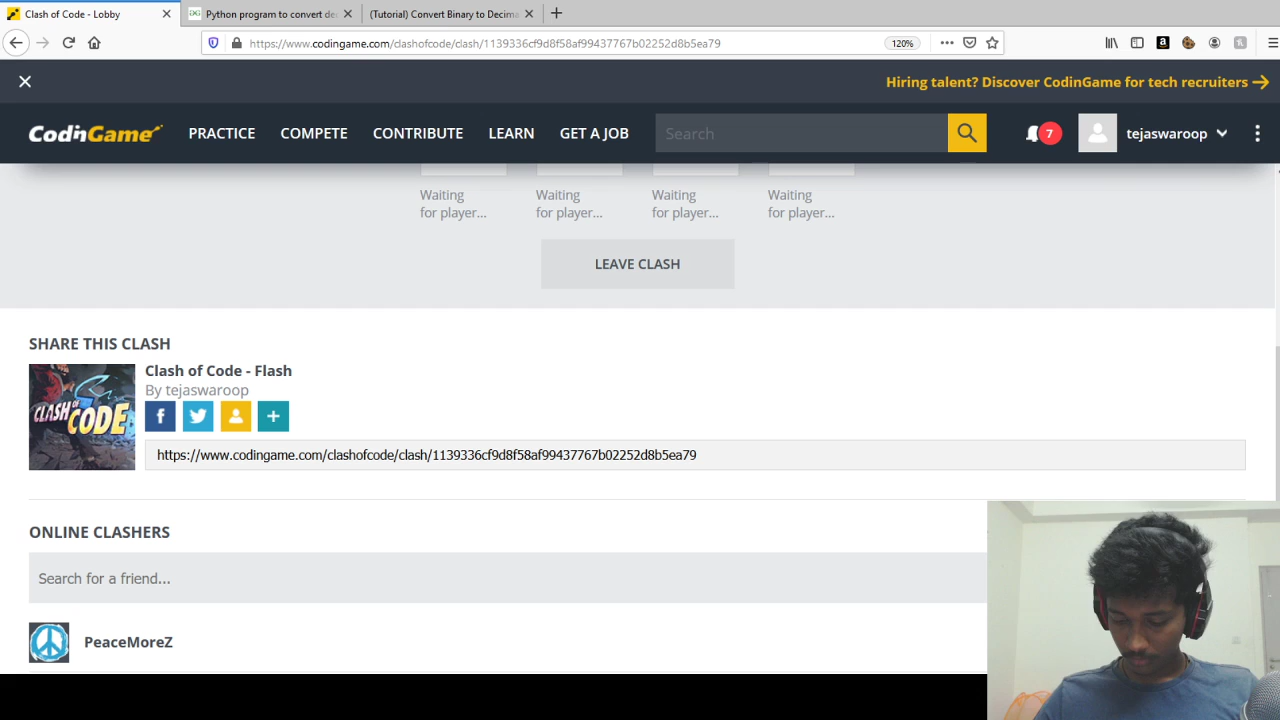 Clash of Code - Lobby
Python program to convert de
(Tutorial) Convert Binary to Decima
https://www.codingame.com/clashofcode/clash/1139336cf9d8f58af99437767b02252d8b5ea79
120%
Hiring talent? Discover CodinGame for tech recruiters
CodinGame
PRACTICE
COMPETE
CONTRIBUTE
LEARN
GET A JOB
Search
7
tejaswaroop
Waiting
for player...
Waiting
for player...
Waiting
for player...
Waiting
for player...
LEAVE CLASH
SHARE THIS CLASH
CLASH OF CODE
Clash of Code - Flash
By tejaswaroop
https://www.codingame.com/clashofcode/clash/1139336cf9d8f58af99437767b02252d8b5ea79
ONLINE CLASHERS
Search for a friend...
PeaceMoreZ